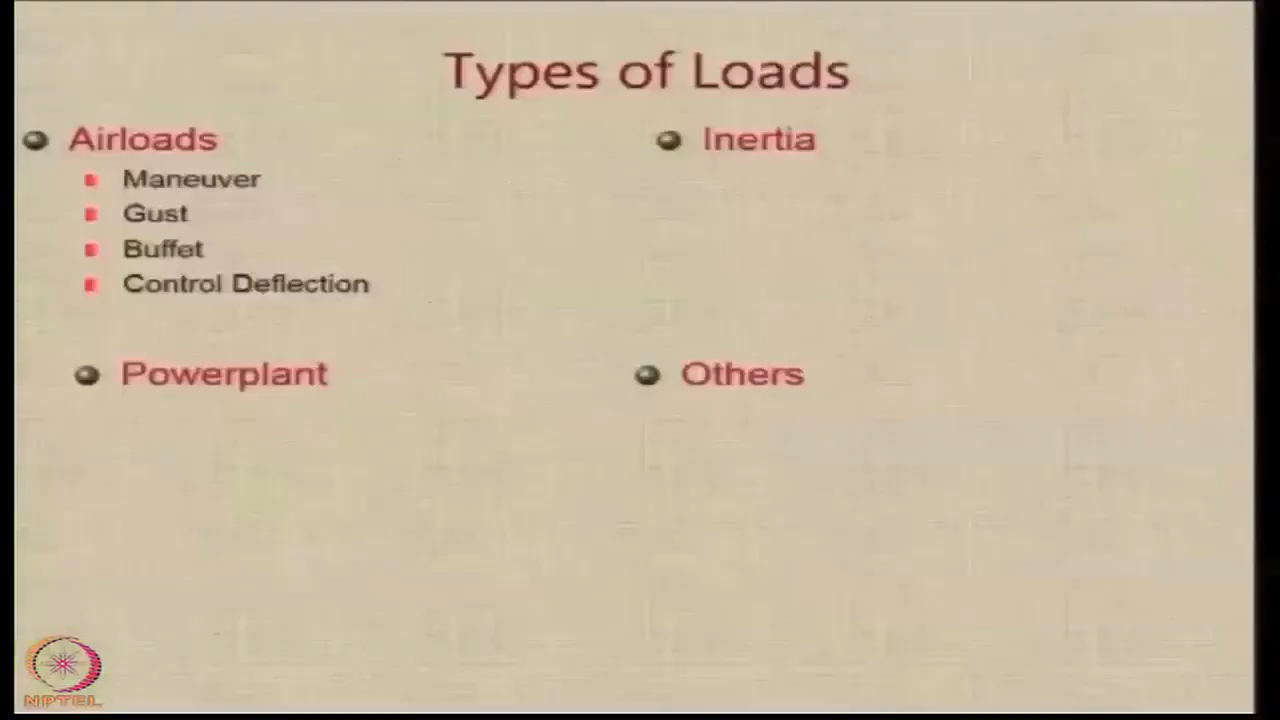 Types of Loads
Airloads
Maneuver
Gust
Buffet
Control Deflection
Inertia
Powerplant
Others
NPTEL